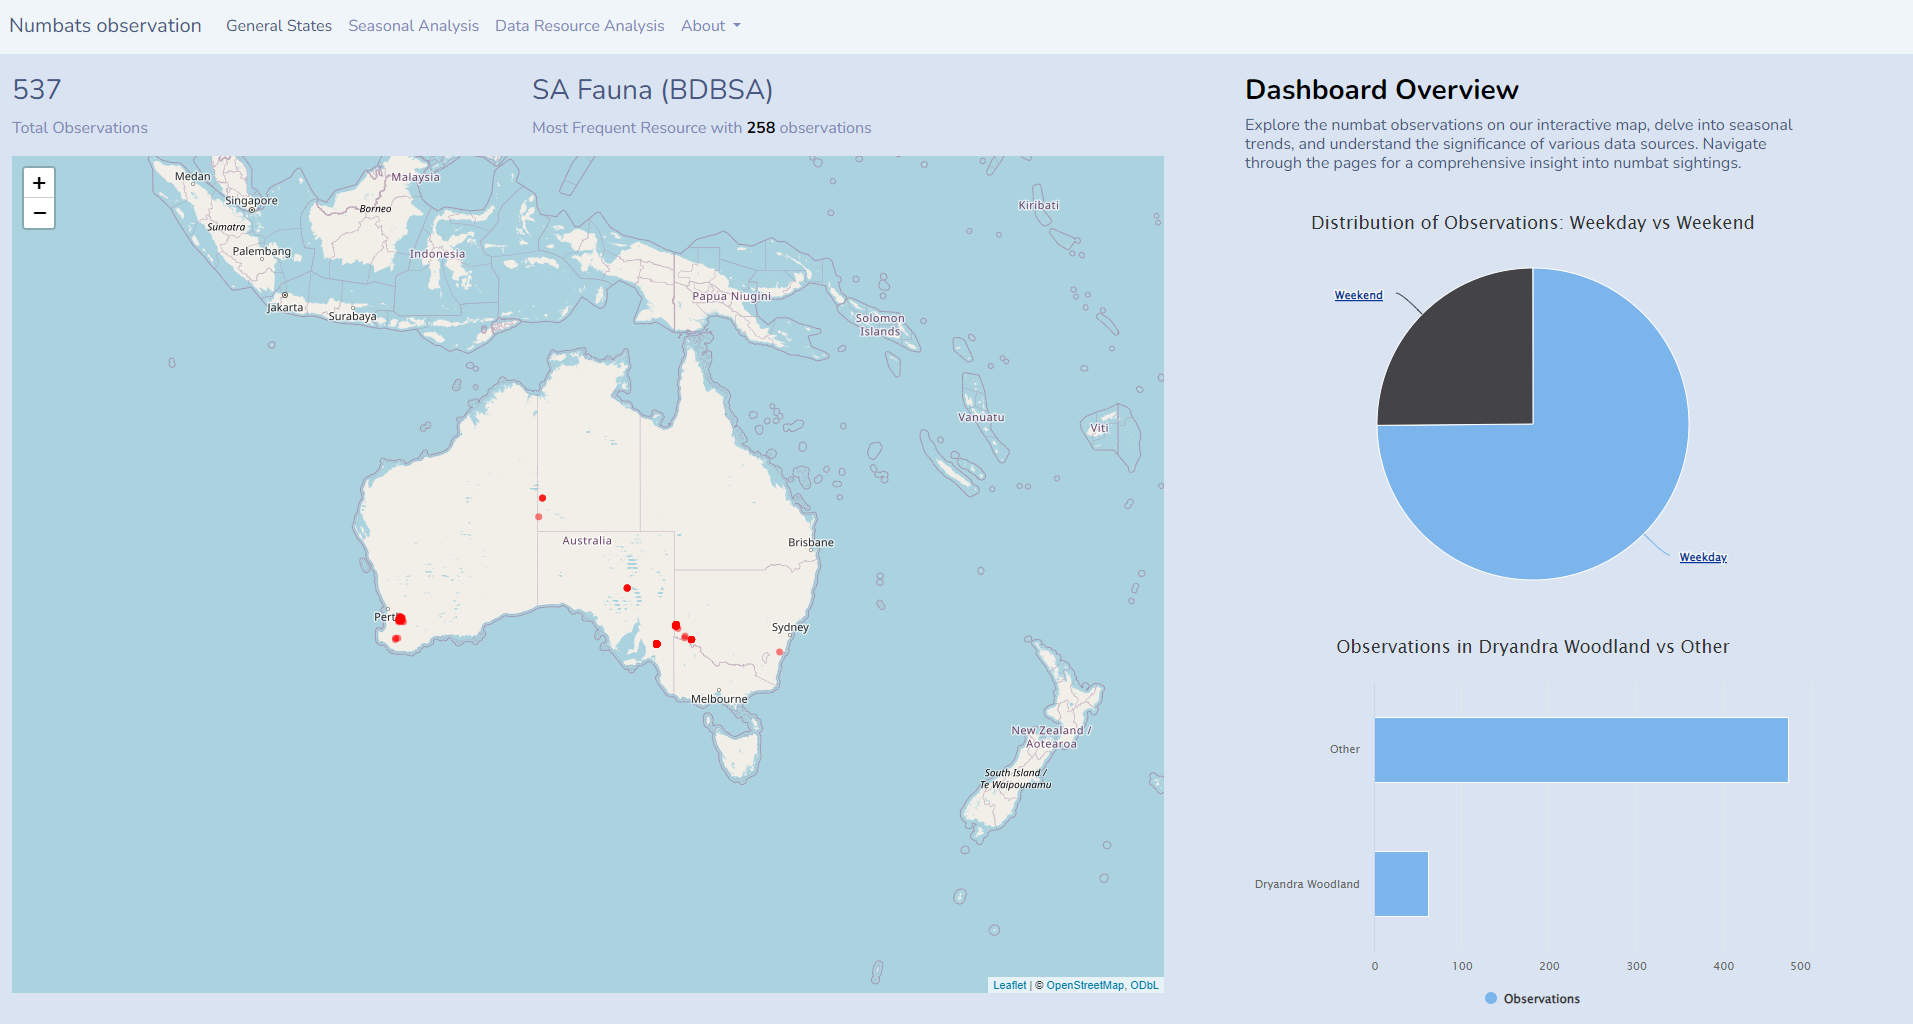 Numbats observation
General States
Seasonal Analysis
Data Resource Analysis
About
537
Total Observations
SA Fauna (BDBSA)
Most Frequent Resource with 258 observations
+
−
Medan
Malaysia
Singapore
Borneo
Sumatra
Palembang
Indonesia
Jakarta
Surabaya
Papua Niugini
Kiribati
Solomon
Islands
Vanuatu
Viti
Australia
Brisbane
Perth
Sydney
Melbourne
New Zealand /
Aotearoa
South Island /
Te Waipounamu
Leaflet | © OpenStreetMap, ODbL
Dashboard Overview
Explore the numbat observations on our interactive map, delve into seasonal
trends, and understand the significance of various data sources. Navigate
through the pages for a comprehensive insight into numbat sightings.
Distribution of Observations: Weekday vs Weekend
Weekend
Weekday
Observations in Dryandra Woodland vs Other
Other
Dryandra Woodland
0 100 200 300 400 500
Observations